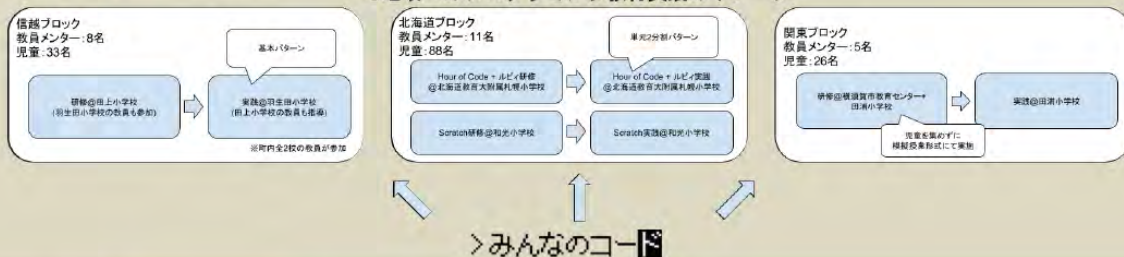 信越ブロック
教員メンター：8名
児童：33名
基本パターン
研修@田上小学校
(羽生田小学校の教員も参加)
実践@羽生田小学校
(田上小学校の教員も指導)
※町内全2校の教員が参加
北海道ブロック
教員メンター：11名
児童：88名
単元2分割パターン
Hour of Code + ルビィ研修
@北海道教育大附属札幌小学校
Hour of Code + ルビィ実践
@北海道教育大附属札幌小学校
Scratch研修@和光小学校
Scratch実践@和光小学校
関東ブロック
教員メンター：5名
児童：26名
研修@横須賀市教育センター+
田浦小学校
実践@田浦小学校
児童を集めずに
模擬授業形式にて実施
>みんなのコード